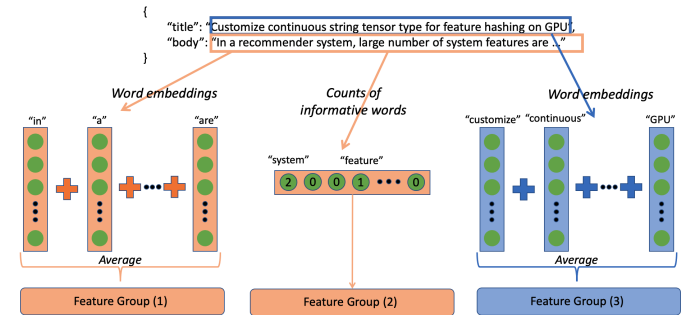 {
"title": "Customize continuous string tensor type for feature hashing on GPU",
"body": "In a recommender system, large number of system features are …"
}
Word embeddings
Counts of
informative words
Word embeddings
"in"
"a"
"are"
"system"
"feature"
"customize"
"continuous"
"GPU"
2 0 0 1 ••• 0
Average
Average
Feature Group (1)
Feature Group (2)
Feature Group (3)